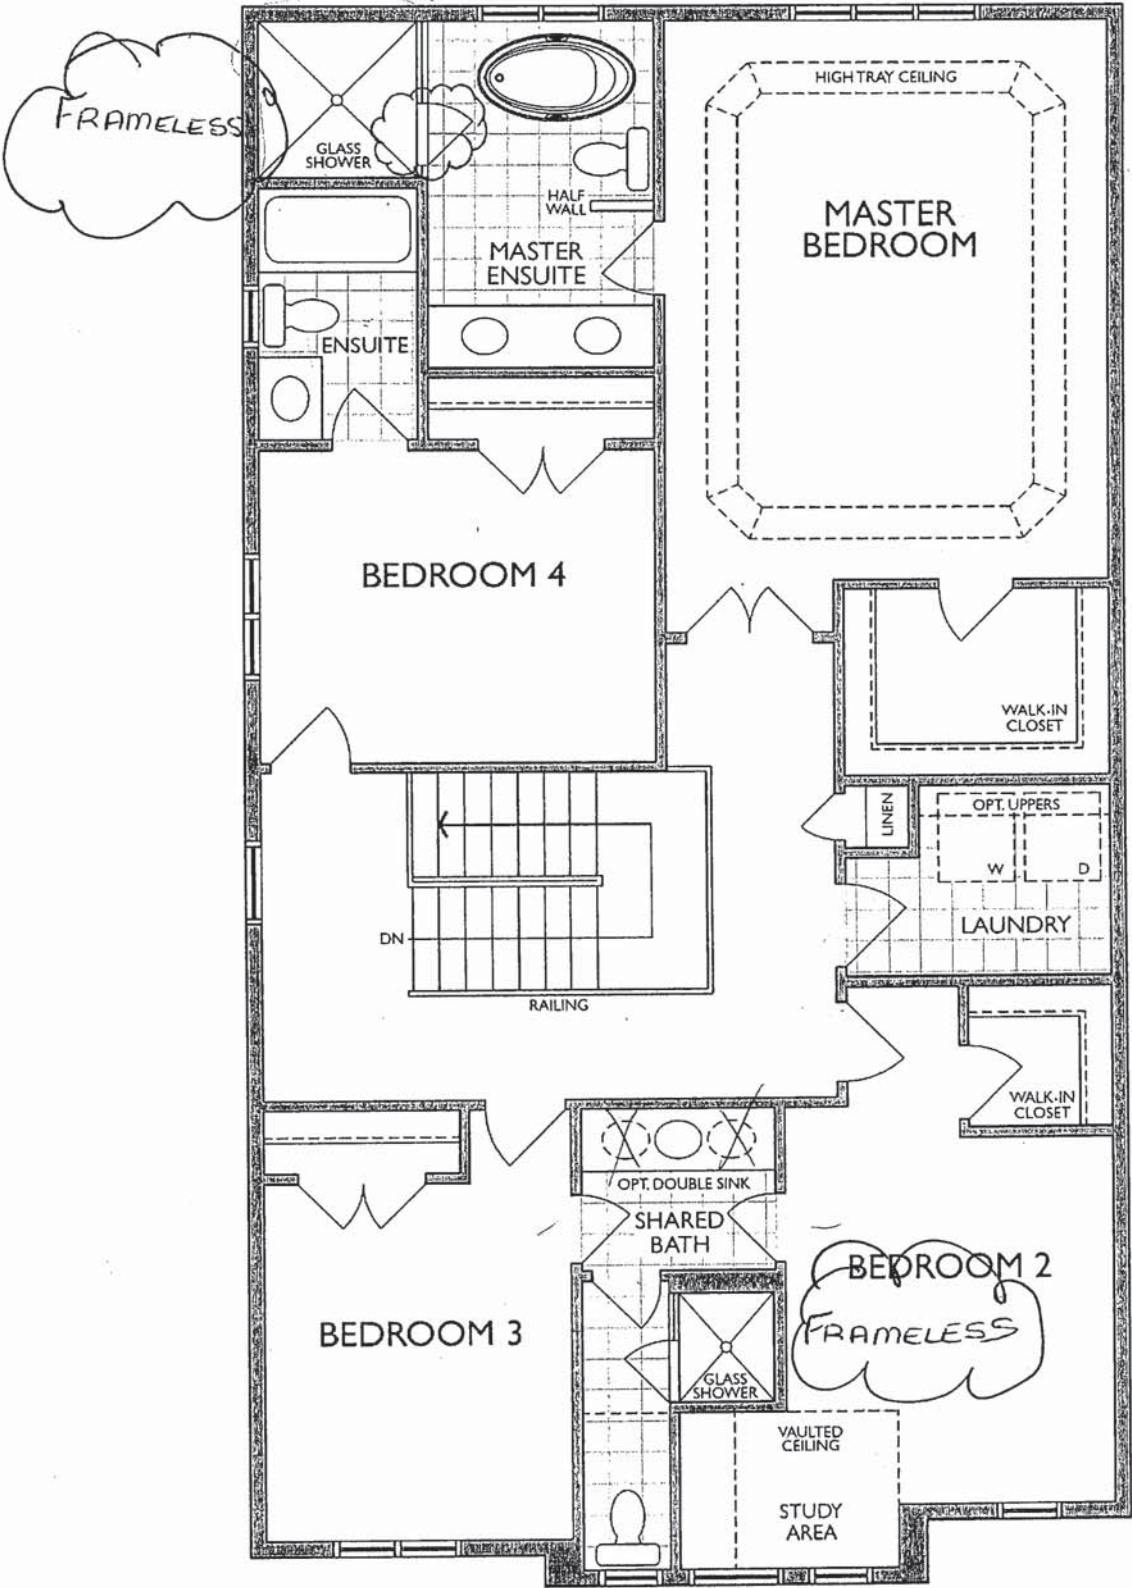 HIGH TRAY CEILING
FRAMELESS
GLASS
SHOWER
HALF
WALL
MASTER
BEDROOM
MASTER
ENSUITE
ENSUITE
BEDROOM 4
WALK-IN
CLOSET
LINEN
OPT. UPPERS
W
D
LAUNDRY
DN
RAILING
WALK-IN
CLOSET
OPT. DOUBLE SINK
SHARED
BATH
BEDROOM 2
FRAMELESS
BEDROOM 3
GLASS
SHOWER
VAULTED
CEILING
STUDY
AREA